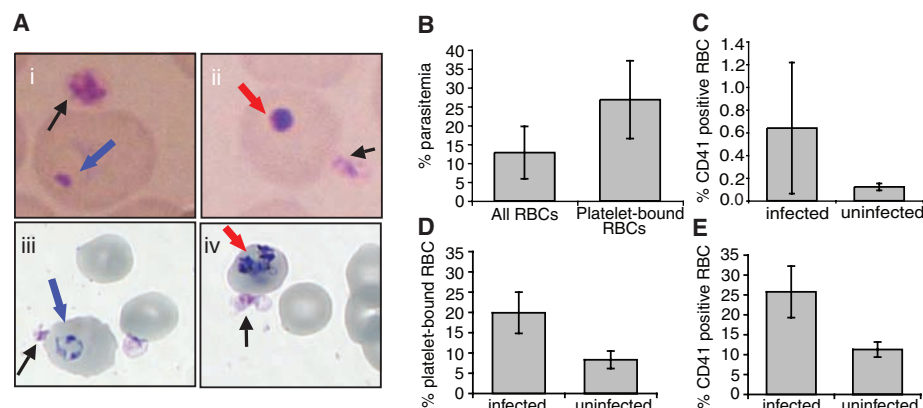 A
i
ii
iii
iv
B
% parasitemia
40
35
30
25
20
15
10
5
0
All RBCs
Platelet-bound
RBCs
C
% CD41 positive RBC
1.4
1.2
1.0
0.8
0.6
0.4
0.2
0.0
infected
uninfected
D
% platelet-bound RBC
35
30
25
20
15
10
5
0
infected
uninfected
E
% CD41 positive RBC
35
30
25
20
15
10
5
0
infected
uninfected